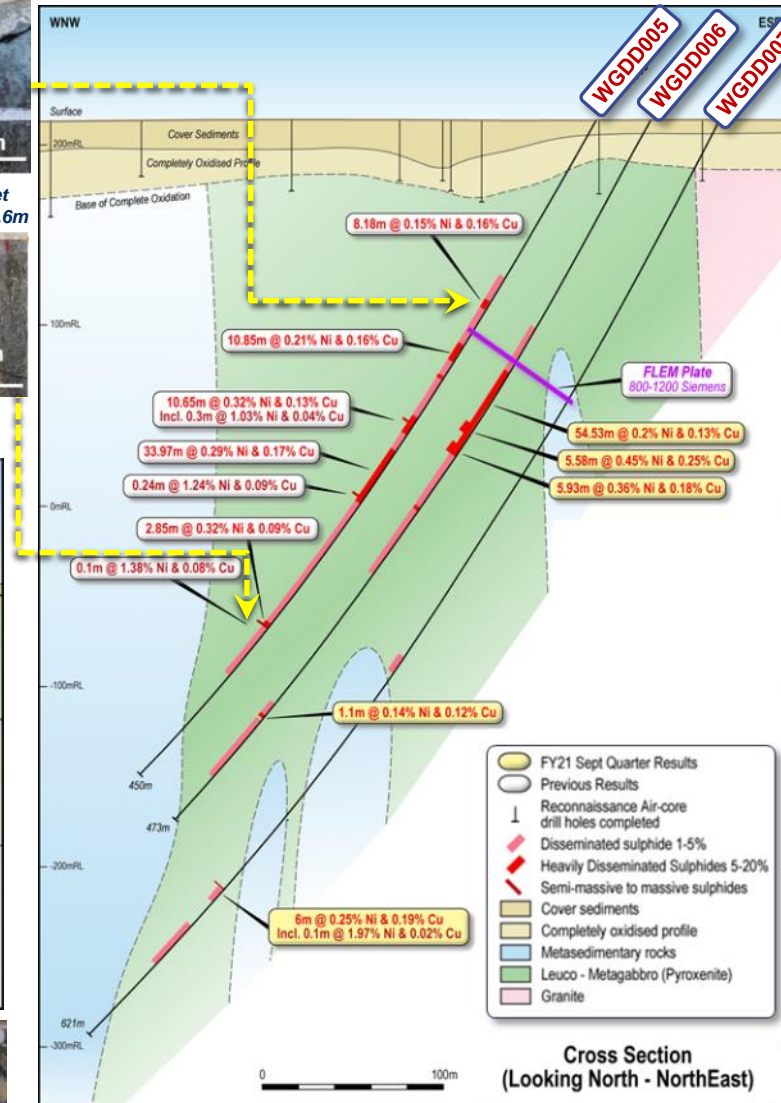 WNW
ESE
WGDD005
WGDD006
WGDD007
Surface
200mRL
Cover Sediments
Completely Oxidised Profile
Base of Complete Oxidation
.6m
8.18m @ 0.15% Ni & 0.16% Cu
100mRL
10.85m @ 0.21% Ni & 0.16% Cu
FLEM Plate
800-1200 Siemens
10.65m @ 0.32% Ni & 0.13% Cu
Incl. 0.3m @ 1.03% Ni & 0.04% Cu
54.53m @ 0.2% Ni & 0.13% Cu
33.97m @ 0.29% Ni & 0.17% Cu
5.58m @ 0.45% Ni & 0.25% Cu
0.24m @ 1.24% Ni & 0.09% Cu
5.93m @ 0.36% Ni & 0.18% Cu
0mRL
2.85m @ 0.32% Ni & 0.09% Cu
0.1m @ 1.38% Ni & 0.08% Cu
-100mRL
1.1m @ 0.14% Ni & 0.12% Cu
450m
473m
-200mRL
6m @ 0.25% Ni & 0.19% Cu
Incl. 0.1m @ 1.97% Ni & 0.02% Cu
621m
-300mRL
FY21 Sept Quarter Results
Previous Results
Reconnaissance Air-core
drill holes completed
Disseminated sulphide 1-5%
Heavily Disseminated Sulphides 5-20%
Semi-massive to massive sulphides
Cover sediments
Completely oxidised profile
Metasedimentary rocks
Leuco - Metagabbro (Pyroxenite)
Granite
0
100m
Cross Section
(Looking North - NorthEast)